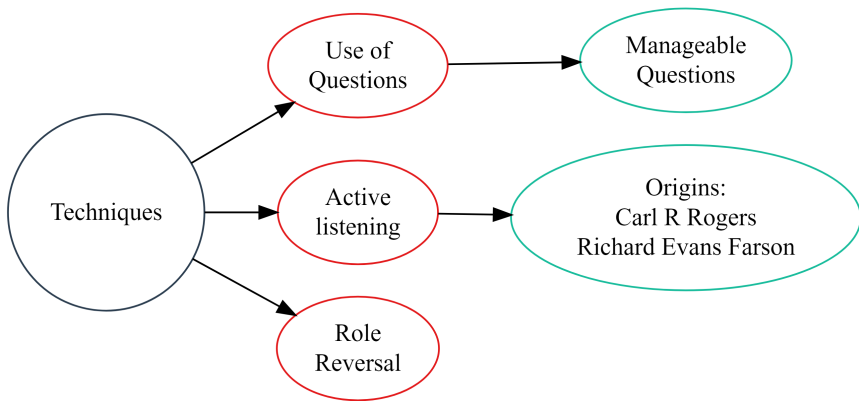 Techniques
Use of
Questions
Manageable
Questions
Active
listening
Origins:
Carl R Rogers
Richard Evans Farson
Role
Reversal